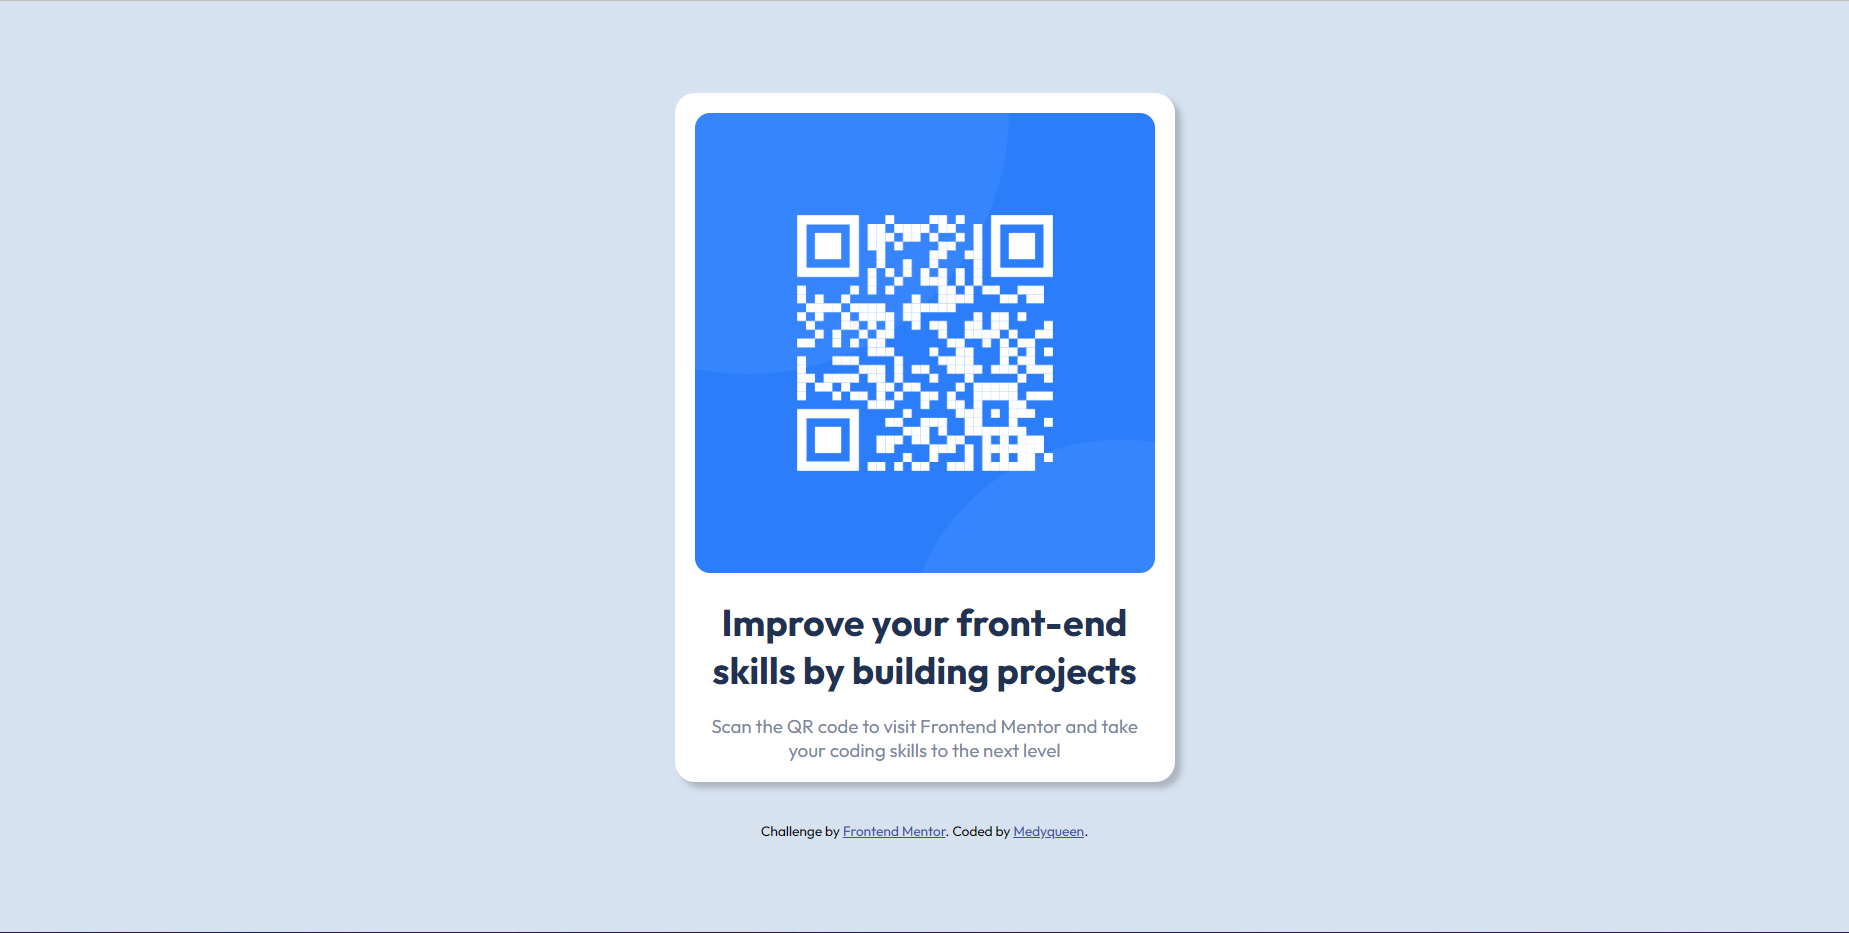 Improve your front-end
skills by building projects
Scan the QR code to visit Frontend Mentor and take
your coding skills to the next level
Challenge by Frontend Mentor. Coded by Medyqueen.